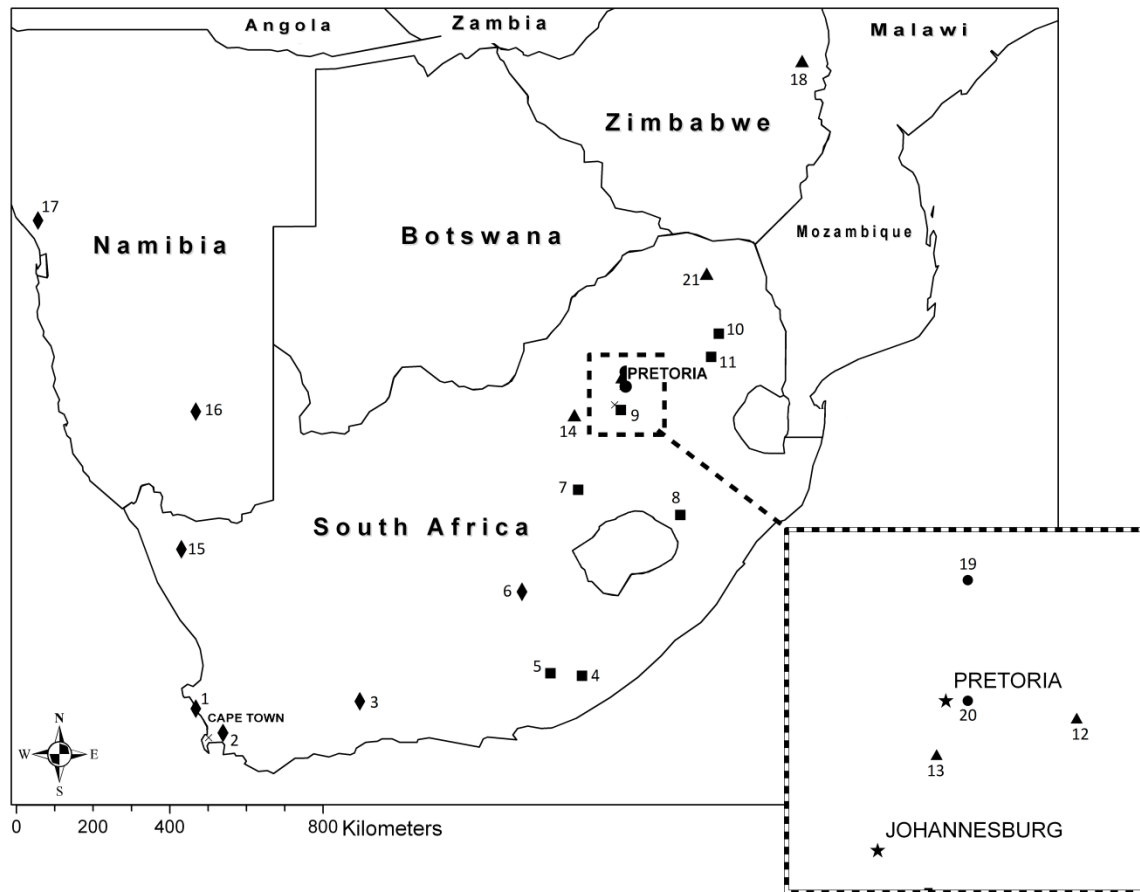 Angola
Zambia
Malawi
18
Zimbabwe
17
Namibia
Botswana
Mozambique
21
10
11
PRETORIA
16
14
9
7
8
South Africa
15
6
19
5
4
PRETORIA
1
3
CAPE TOWN
20
12
2
N
W
E
S
13
0
200
400
800 Kilometers
JOHANNESBURG